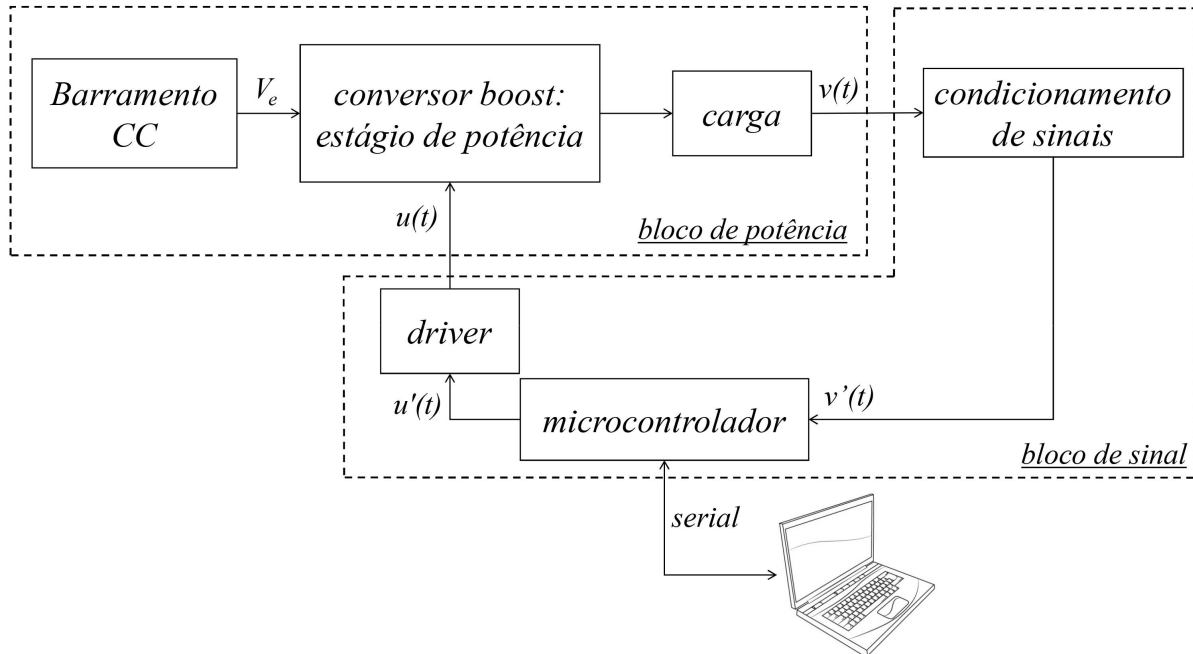 Barramento
CC
V_e
conversor boost:
estágio de potência
carga
v(t)
condicionamento
de sinais
u(t)
bloco de potência
driver
u'(t)
microcontrolador
v’(t)
bloco de sinal
serial